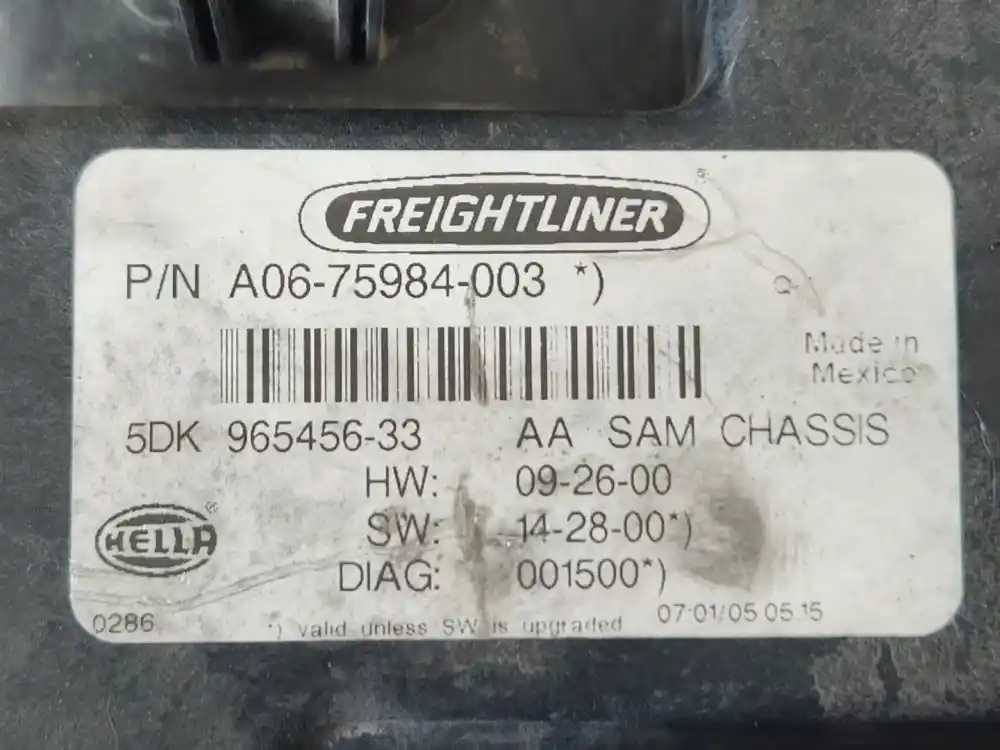 FREIGHTLINER®
P/N A06-75984-003 *)
Q
Made in
Mexico
5DK 965456-33 AA SAM CHASSIS
HW: 09-26-00
SW: 14-28-00*)
HELLA®
DIAG: 001500*)
0286 *) valid unless SW is upgraded 07:01/05.05.15